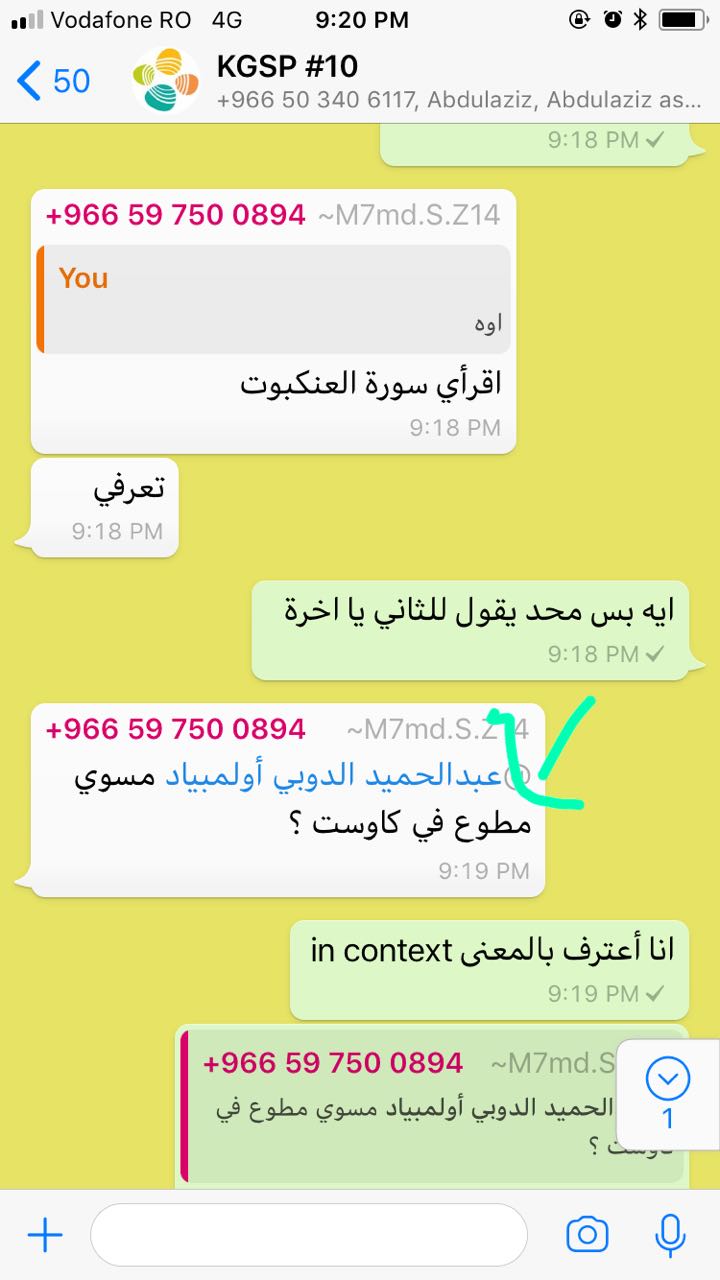 Vodafone RO 4G 9:20 PM
50
KGSP #10
+966 50 340 6117, Abdulaziz, Abdulaziz as...
9:18 PM
+966 59 750 0894 ~M7md.S.Z14
You
اوه
اقرأي سورة العنكبوت
9:18 PM
تعرفي
9:18 PM
ايه بس محد يقول للثاني يا اخرة
9:18 PM
+966 59 750 0894 ~M7md.S.Z14
@عبدالحميد الدوبي أولمبياد مسوي
مطوع في كاوست ؟
9:19 PM
انا أعترف بالمعنى in context
9:19 PM
+966 59 750 0894 ~M7md.S
الحميد الدوبي أولمبياد مسوي مطوع في
كاوست ؟
1